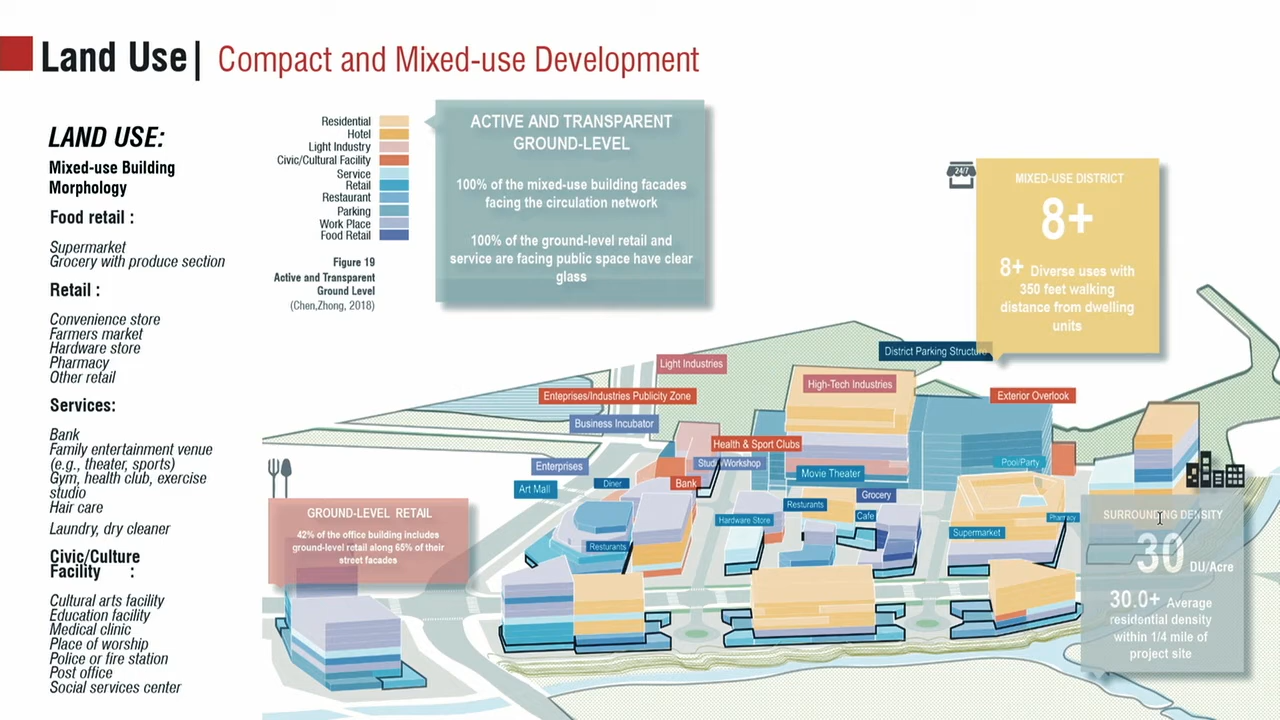 Land Use| Compact and Mixed-use Development
LAND USE:
Mixed-use Building
Morphology
Food retail :
Supermarket
Grocery with produce section
Retail :
Convenience store
Farmers market
Hardware store
Pharmacy
Other retail
Services:
Bank
Family entertainment venue
(e.g., theater, sports)
Gym, health club, exercise
studio
Hair care
Laundry, dry cleaner
Civic/Culture
Facility :
Cultural arts facility
Education facility
Medical clinic
Place of worship
Police or fire station
Post office
Social services center
Residential
Hotel
Light Industry
Civic/Cultural Facility
Service
Retail
Restaurant
Parking
Work Place
Food Retail
Figure 19
Active and Transparent
Ground Level
(Chen,Zhong, 2018)
ACTIVE AND TRANSPARENT
GROUND-LEVEL
100% of the mixed-use building facades
facing the circulation network
100% of the ground-level retail and
service are facing public space have clear
glass
24/7
MIXED-USE DISTRICT
8+
8+ Diverse uses with
350 feet walking
distance from dwelling
units
District Parking Structure
Light Industries
High-Tech Industries
Enteprises/Industries Publicity Zone
Exterior Overlook
Business Incubator
Health & Sport Clubs
Enterprises
Studio/Workshop
Pool/Party
Movie Theater
Diner
Bank
Art Mall
Grocery
Resturants
Cafe
Hardware Store
Pharmacy
Supermarket
Resturants
GROUND-LEVEL RETAIL
42% of the office building includes
ground-level retail along 65% of their
street facades
SURROUNDING DENSITY
30 DU/Acre
30.0+ Average
residential density
within 1/4 mile of
project site